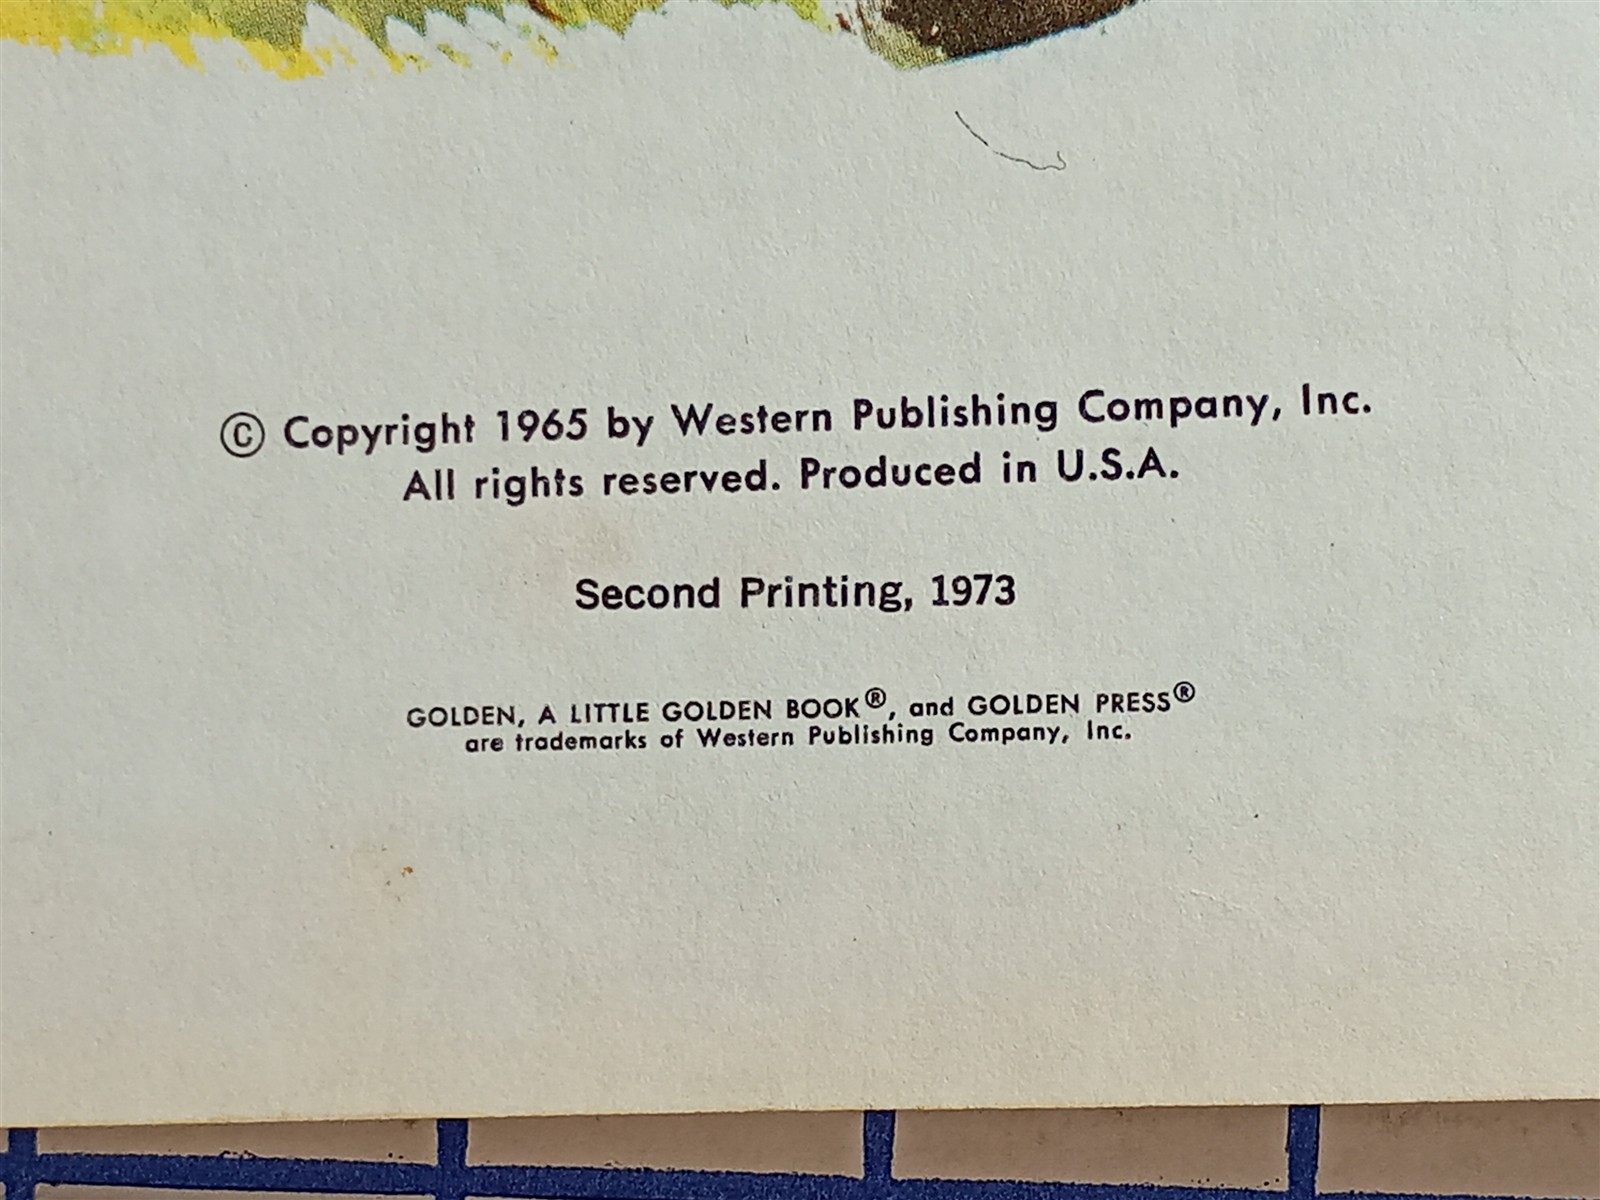 © Copyright 1965 by Western Publishing Company, Inc.
All rights reserved. Produced in U.S.A.
Second Printing, 1973
GOLDEN, A LITTLE GOLDEN BOOK®, and GOLDEN PRESS®
are trademarks of Western Publishing Company, Inc.